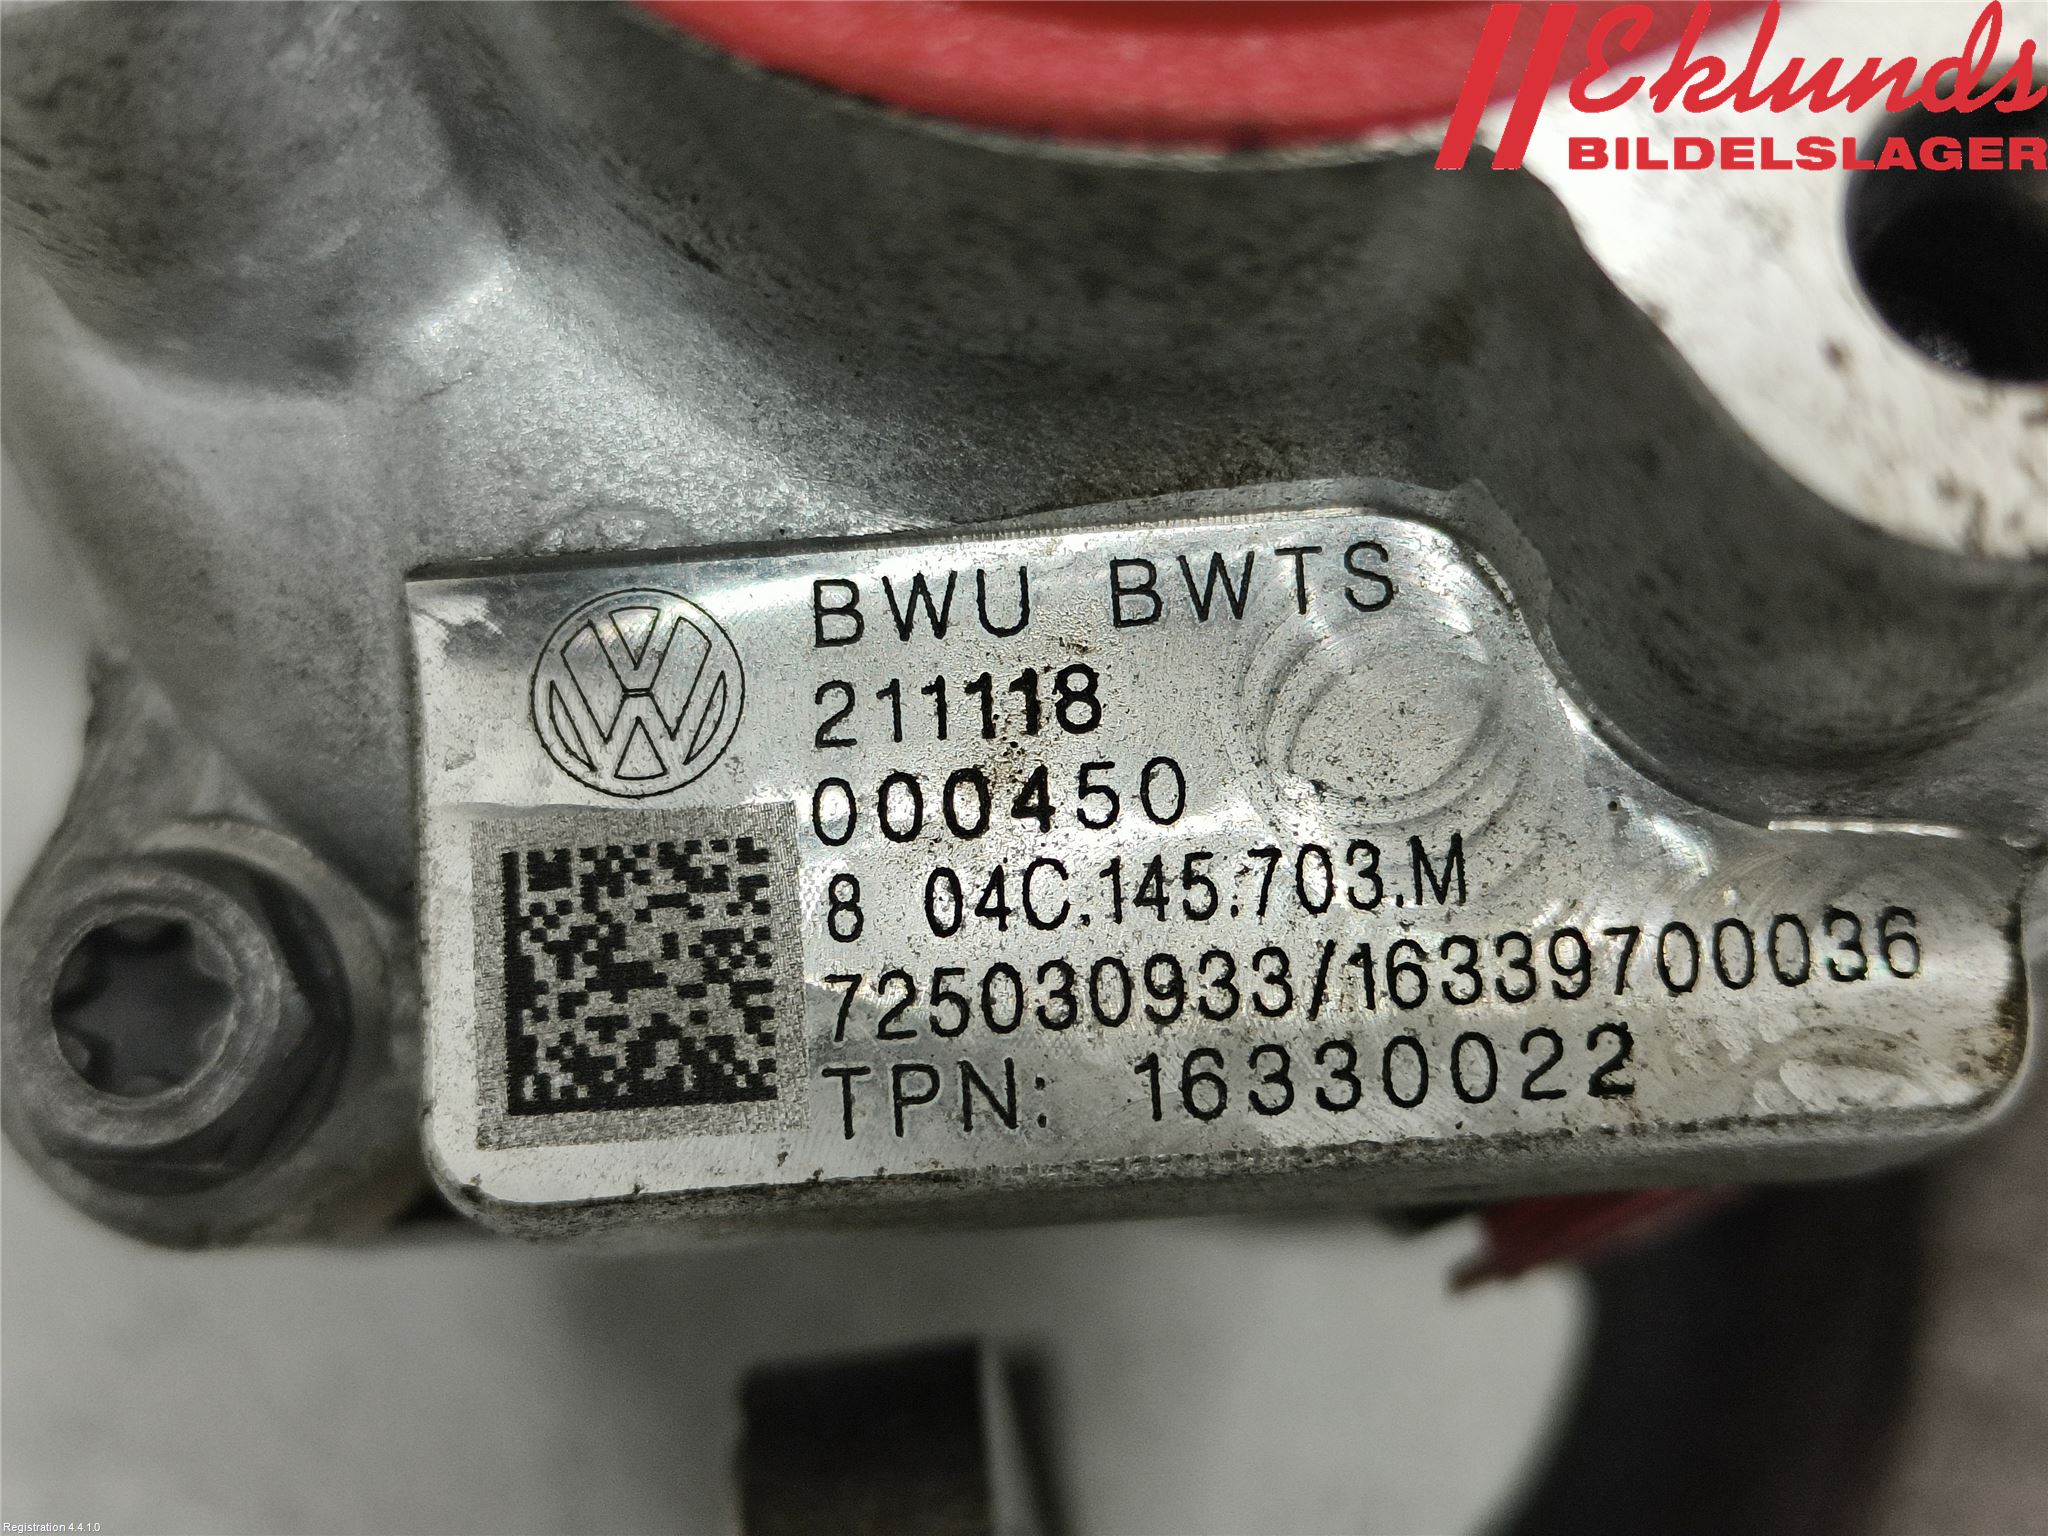 Eklunds
BILDELSLAGER
BWU BWTS
211118
000450
8 04C.145.703.M
725030933/16339700036
TPN: 16330022
Registration 4.4.1.0